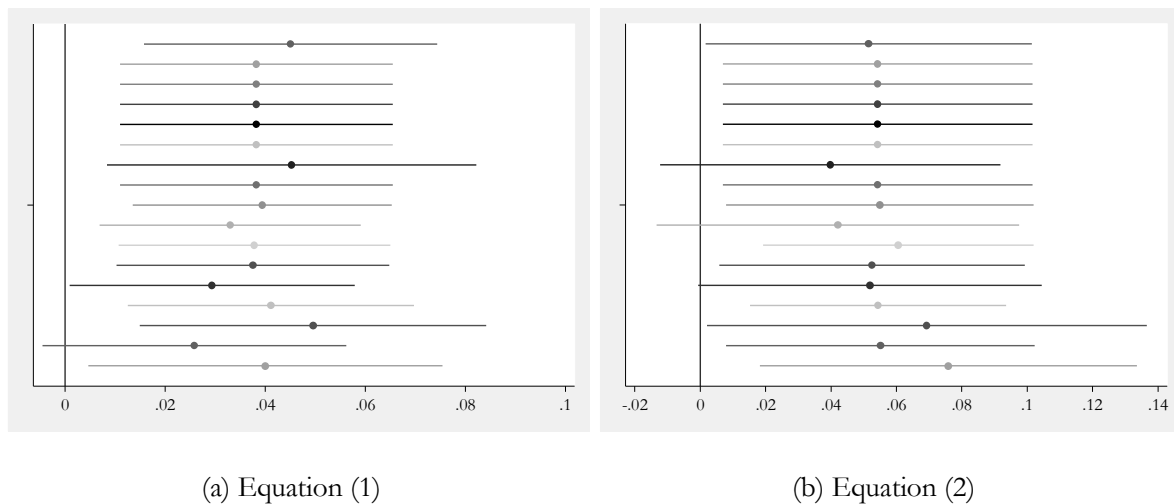 0 .02 .04 .06 .08 .1
-.02 0 .02 .04 .06 .08 .1 .12 .14
(a) Equation (1)
(b) Equation (2)